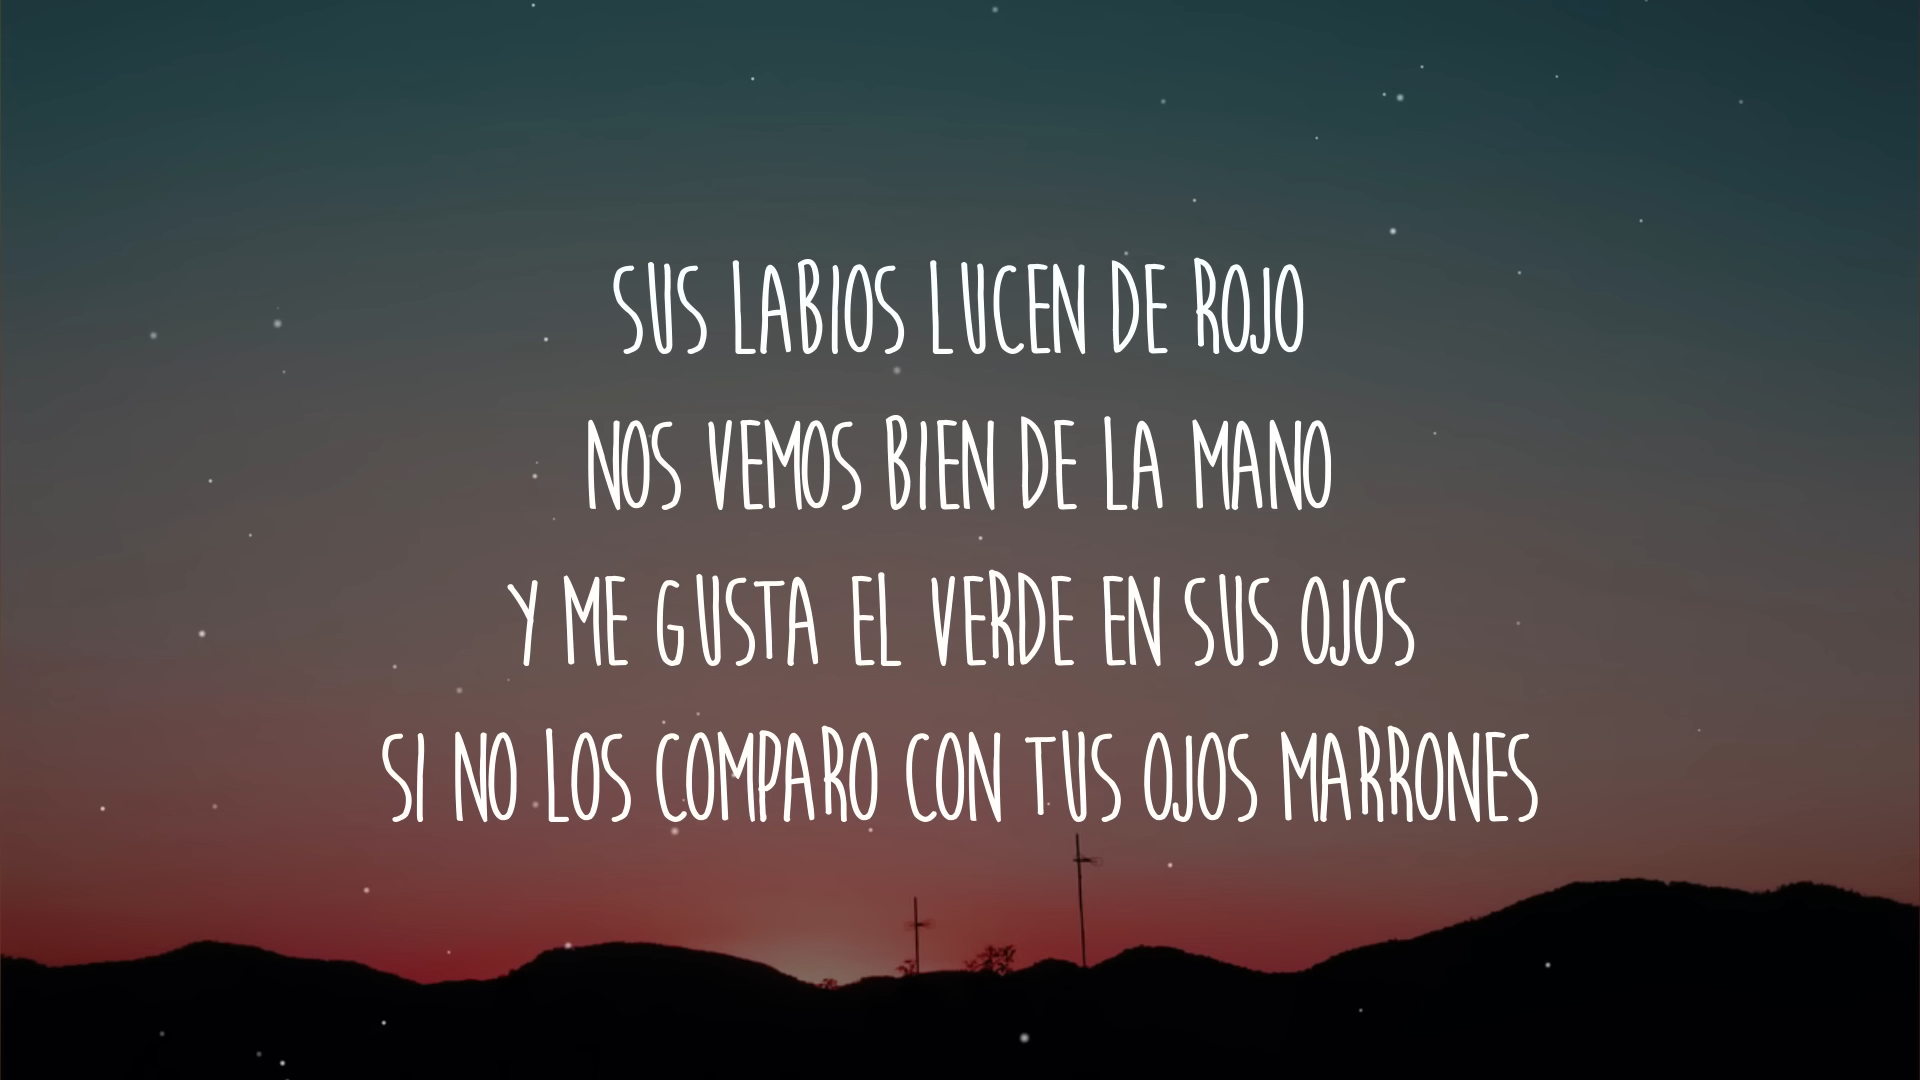 SUS LABIOS LUCEN DE ROJO
NOS VEMOS BIEN DE LA MANO
Y ME GUSTA EL VERDE EN SUS OJOS
SI NO LOS COMPARO CON TUS OJOS MARRONES